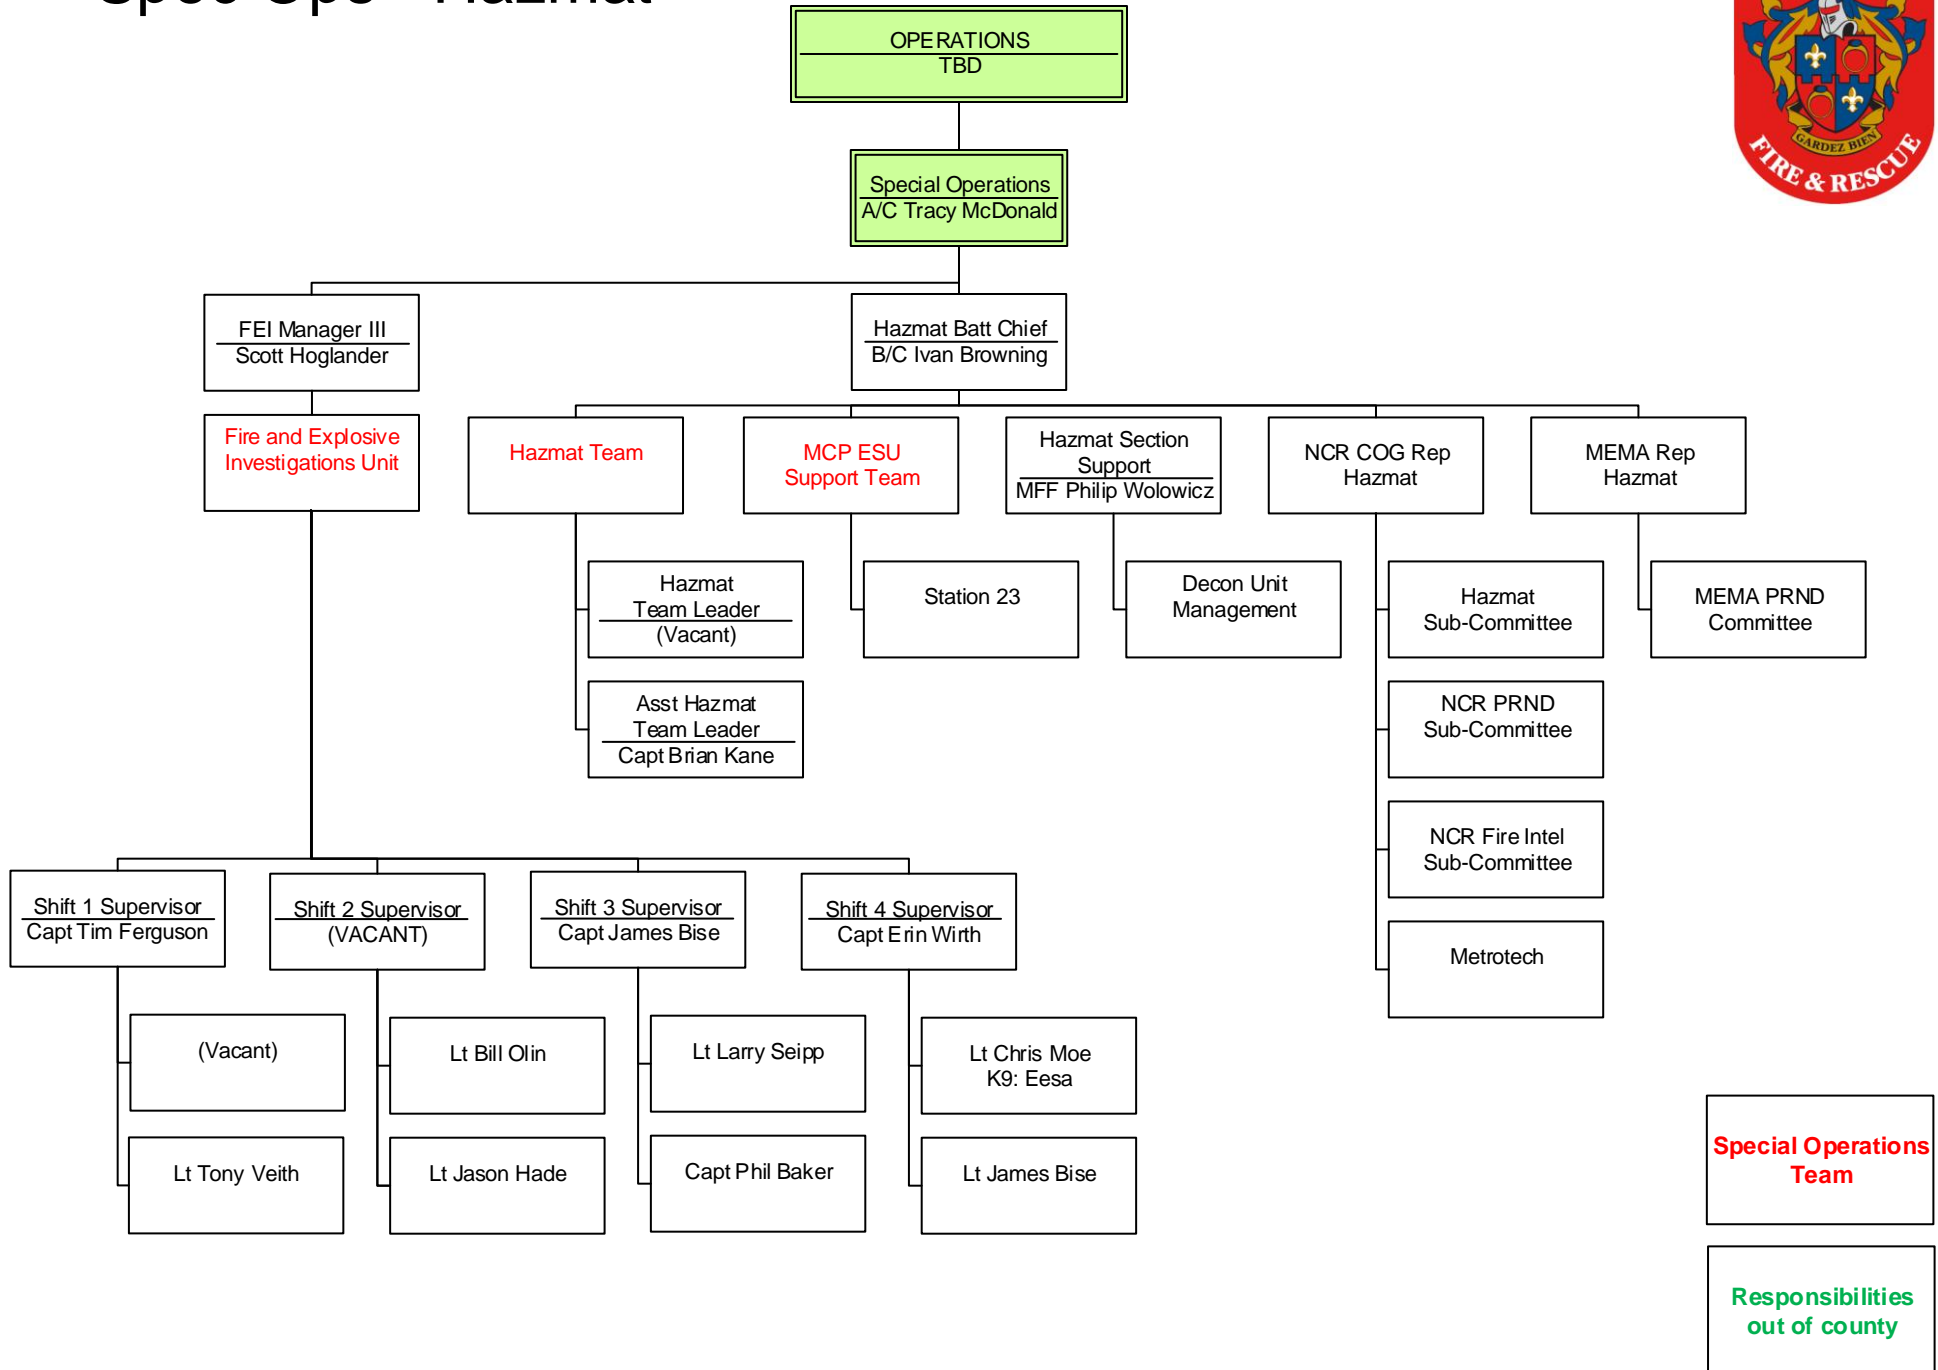 Spec Ops - Hazmat
OPERATIONS
TBD
GARDEZ BIEN
FIRE & RESCUE
Special Operations
A/C Tracy McDonald
FEI Manager III
Scott Hoglander
Hazmat Batt Chief
B/C Ivan Browning
Fire and Explosive
Investigations Unit
Hazmat Team
MCP ESU
Support Team
Hazmat Section
Support
MFF Philip Wolowicz
NCR COG Rep
Hazmat
MEMA Rep
Hazmat
Hazmat
Team Leader
(Vacant)
Station 23
Decon Unit
Management
Hazmat
Sub-Committee
MEMA PRND
Committee
Asst Hazmat
Team Leader
Capt Brian Kane
NCR PRND
Sub-Committee
NCR Fire Intel
Sub-Committee
Metrotech
Shift 1 Supervisor
Capt Tim Ferguson
Shift 2 Supervisor
(VACANT)
Shift 3 Supervisor
Capt James Bise
Shift 4 Supervisor
Capt Erin Wirth
(Vacant)
Lt Bill Olin
Lt Larry Seipp
Lt Chris Moe
K9: Eesa
Lt Tony Veith
Lt Jason Hade
Capt Phil Baker
Lt James Bise
Special Operations
Team
Responsibilities
out of county